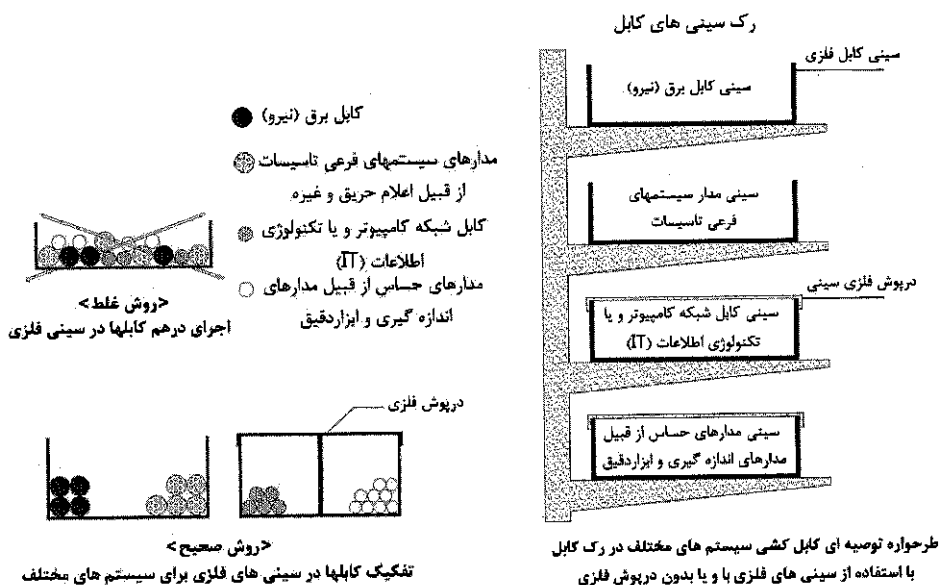 رک سینی های کابل
سینی کابل فلزی
سینی کابل برق (نیرو)
سینی مدار سیستمهای
فرعی تاسیسات
درپوش فلزی سینی
سینی کابل شبکه کامپیوتر و یا
تکنولوژی اطلاعات (IT)
سینی مدارهای حساس از قبیل
مدارهای اندازه گیری و ابزاردقیق
طرحواره توصیه ای کابل کشی سیستم های مختلف در رک کابل
با استفاده از سینی های فلزی با و یا بدون درپوش فلزی
کابل برق (نیرو)
مدارهای سیستمهای فرعی تاسیسات
از قبیل اعلام حریق و غیره
کابل شبکه کامپیوتر و یا تکنولوژی
اطلاعات (IT)
مدارهای حساس از قبیل مدارهای
اندازه گیری و ابزاردقیق
<روش غلط>
اجرای درهم کابلها در سینی فلزی
درپوش فلزی
<روش صحیح>
تفکیک کابلها در سینی های فلزی برای سیستم های مختلف